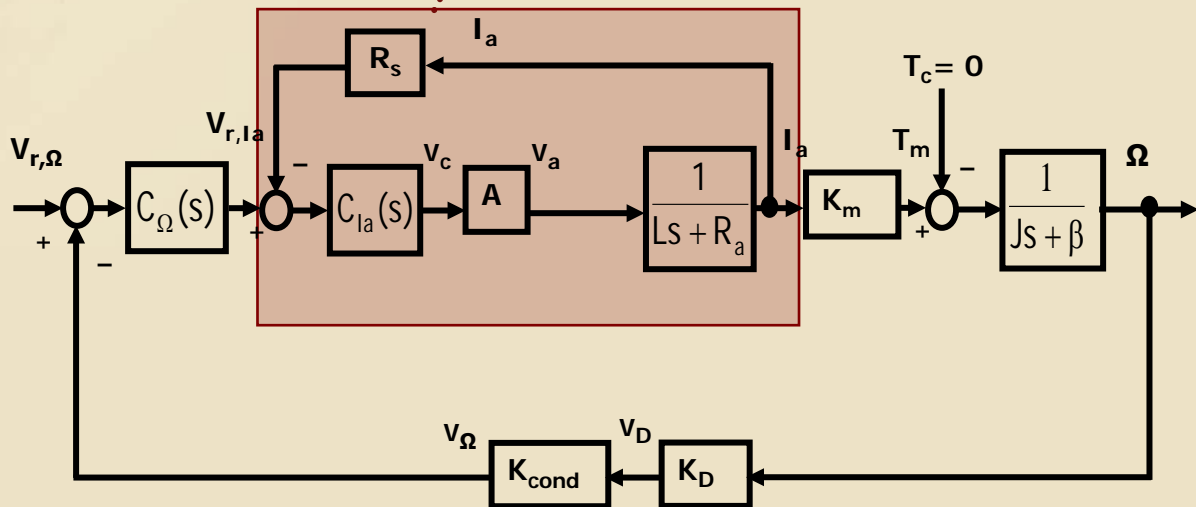 I_a
R_s
T_c = 0
V_r,Ia
V_r,Ω
−
V_c
V_a
I_a
T_m
−
Ω
C_Ω(s)
C_Ia(s)
A
1
Ls + R_a
K_m
1
Js + β
+
+
+
−
V_Ω
V_D
K_cond
K_D